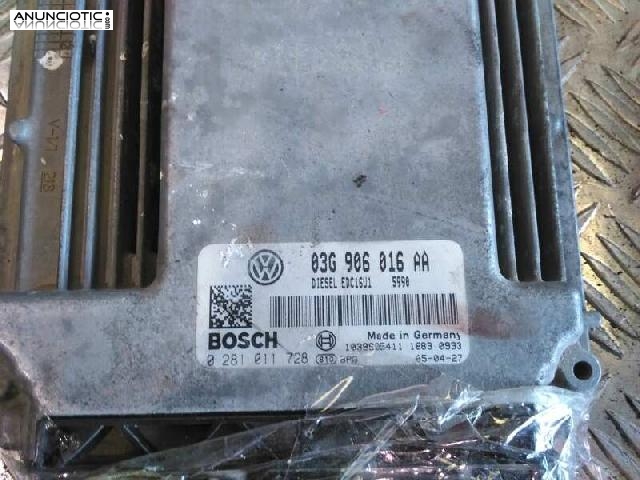 ANUNCIOTIC.com
03G 906 016 AA
DIESEL EDC16U1 5990
BOSCH
Made in Germany
0 281 011 728
05-04-27